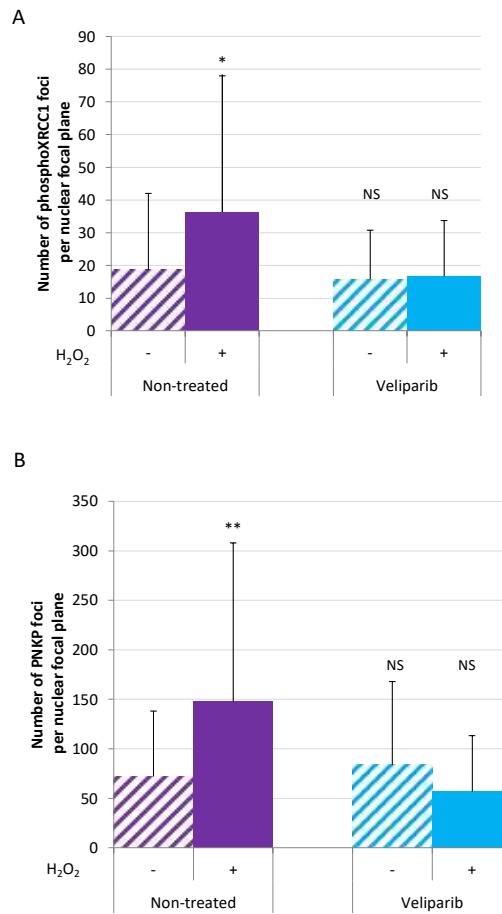 A
Number of phosphoXRCC1 foci
per nuclear focal plane
90
80
70
60
50
40
30
20
10
0
*
NS
NS
H₂O₂
-
+
-
+
Non-treated
Veliparib
B
Number of PNKP foci
per nuclear focal plane
350
300
250
200
150
100
50
0
**
NS
NS
H₂O₂
-
+
-
+
Non-treated
Veliparib